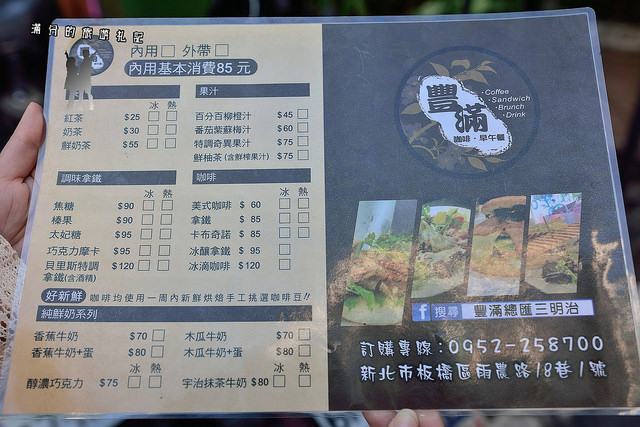 滿分的旅遊札記
內用□ 外帶□
內用基本消費85元
冰 熱
紅茶 $25 □ □
奶茶 $30 □ □
鮮奶茶 $55 □ □
果汁
百分百柳橙汁 $45 □
番茄紫蘇梅汁 $60 □
特調奇異果汁 $75 □
鮮柚茶(含鮮榨果汁) $75 □
調味拿鐵
冰 熱
焦糖 $90 □ □
榛果 $90 □ □
太妃糖 $95 □ □
巧克力摩卡 $95 □ □
貝里斯特調 $120 □ □
拿鐵(含酒精)
咖啡
冰 熱
美式咖啡 $ 60 □ □
拿鐵 $ 85 □ □
卡布奇諾 $ 85 □ □
冰釀拿鐵 $ 95 □
冰滴咖啡 $120 □
好新鮮 咖啡均使用一周內新鮮烘焙手工挑選咖啡豆!!
純鮮奶系列
香蕉牛奶 $70 □
香蕉牛奶+蛋 $80 □
木瓜牛奶 $70 □
木瓜牛奶+蛋 $80 □
冰 熱
醇濃巧克力 $75 □ □
冰 熱
宇治抹茶牛奶 $80 □ □
豐滿
咖啡·早午餐
·Coffee
·Sandwich
·Brunch
·Drink
f 搜尋 豐滿總匯三明治
訂購專線:0952-258700
新北市板橋區雨農路18巷1號